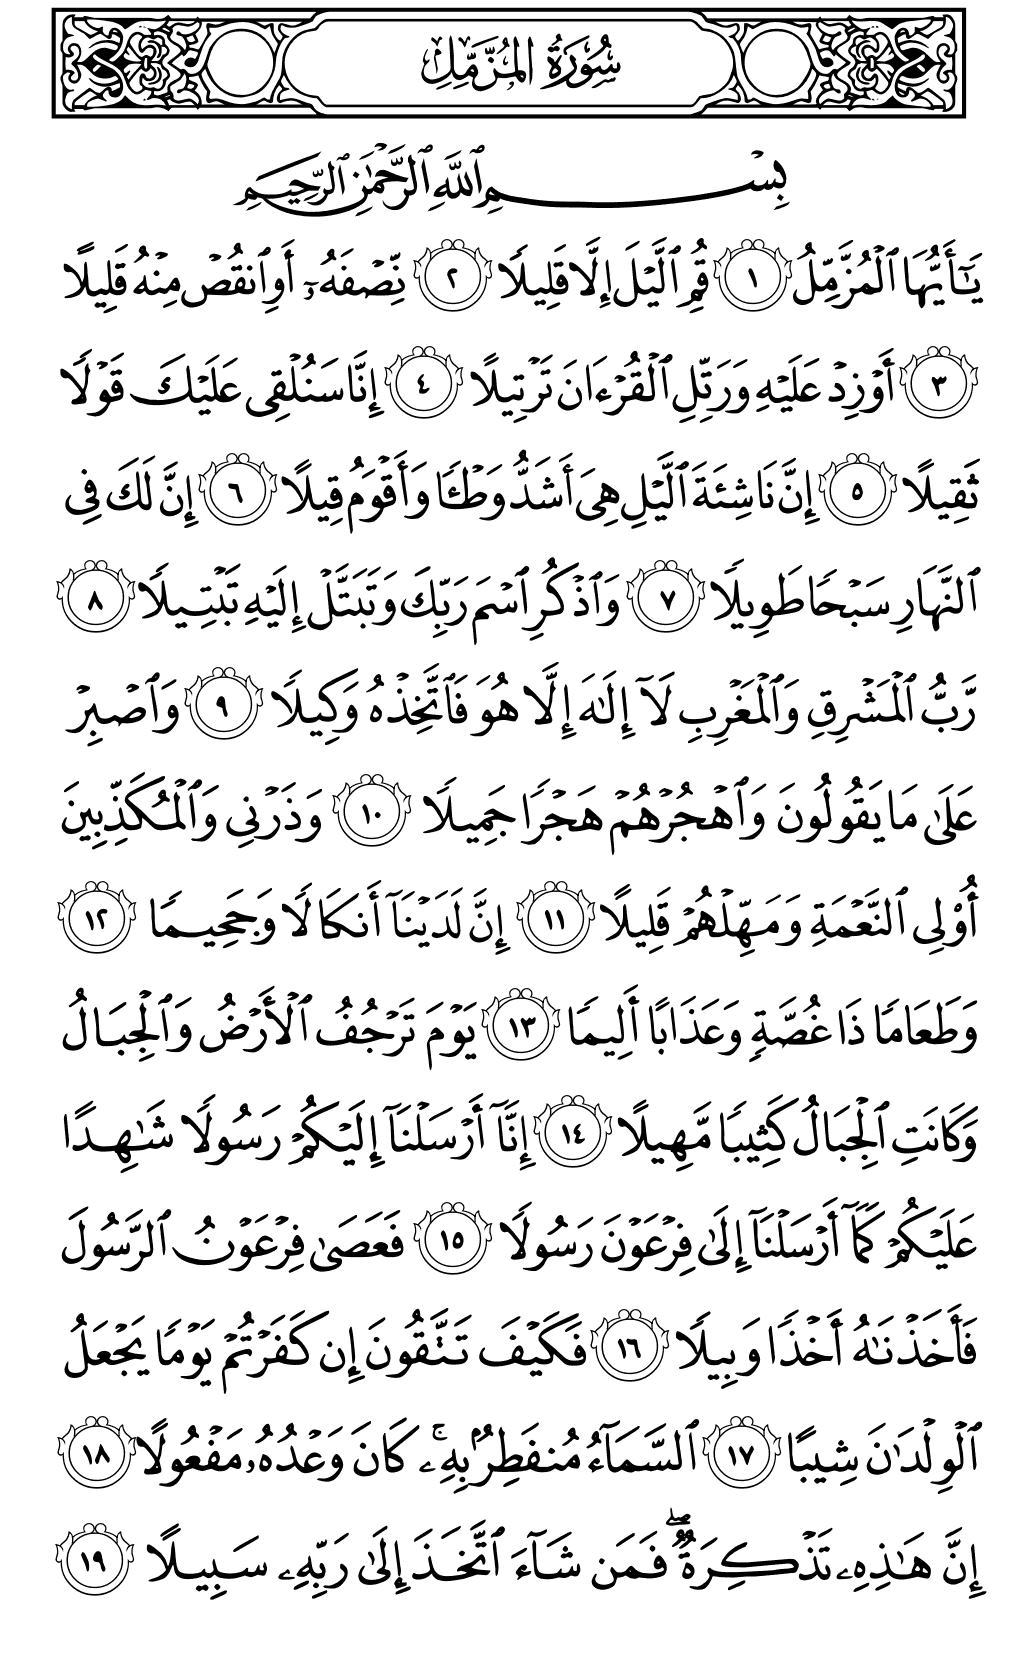 سُورَةُ المُزَّمِّلِ
بِسْمِ ٱللَّهِ ٱلرَّحْمَٰنِ ٱلرَّحِيمِ
يَٰٓأَيُّهَا ٱلْمُزَّمِّلُ ١ قُمِ ٱلَّيْلَ إِلَّا قَلِيلًا ٢ نِّصْفَهُۥٓ أَوِ ٱنقُصْ مِنْهُ قَلِيلًا
٣ أَوْ زِدْ عَلَيْهِ وَرَتِّلِ ٱلْقُرْءَانَ تَرْتِيلًا ٤ إِنَّا سَنُلْقِى عَلَيْكَ قَوْلًا
ثَقِيلًا ٥ إِنَّ نَاشِئَةَ ٱلَّيْلِ هِىَ أَشَدُّ وَطْـًٔا وَأَقْوَمُ قِيلًا ٦ إِنَّ لَكَ فِى
ٱلنَّهَارِ سَبْحًا طَوِيلًا ٧ وَٱذْكُرِ ٱسْمَ رَبِّكَ وَتَبَتَّلْ إِلَيْهِ تَبْتِيلًا ٨
رَّبُّ ٱلْمَشْرِقِ وَٱلْمَغْرِبِ لَآ إِلَٰهَ إِلَّا هُوَ فَٱتَّخِذْهُ وَكِيلًا ٩ وَٱصْبِرْ
عَلَىٰ مَا يَقُولُونَ وَٱهْجُرْهُمْ هَجْرًا جَمِيلًا ١٠ وَذَرْنِى وَٱلْمُكَذِّبِينَ
أُو۟لِى ٱلنَّعْمَةِ وَمَهِّلْهُمْ قَلِيلًا ١١ إِنَّ لَدَيْنَآ أَنكَالًا وَجَحِيمًا ١٢
وَطَعَامًا ذَا غُصَّةٍ وَعَذَابًا أَلِيمًا ١٣ يَوْمَ تَرْجُفُ ٱلْأَرْضُ وَٱلْجِبَالُ
وَكَانَتِ ٱلْجِبَالُ كَثِيبًا مَّهِيلًا ١٤ إِنَّآ أَرْسَلْنَآ إِلَيْكُمْ رَسُولًا شَٰهِدًا
عَلَيْكُمْ كَمَآ أَرْسَلْنَآ إِلَىٰ فِرْعَوْنَ رَسُولًا ١٥ فَعَصَىٰ فِرْعَوْنُ ٱلرَّسُولَ
فَأَخَذْنَٰهُ أَخْذًا وَبِيلًا ١٦ فَكَيْفَ تَتَّقُونَ إِن كَفَرْتُمْ يَوْمًا يَجْعَلُ
ٱلْوِلْدَٰنَ شِيبًا ١٧ ٱلسَّمَآءُ مُنفَطِرٌۢ بِهِۦ ۚ كَانَ وَعْدُهُۥ مَفْعُولًا ١٨
إِنَّ هَٰذِهِۦ تَذْكِرَةٌ ۖ فَمَن شَآءَ ٱتَّخَذَ إِلَىٰ رَبِّهِۦ سَبِيلًا ١٩